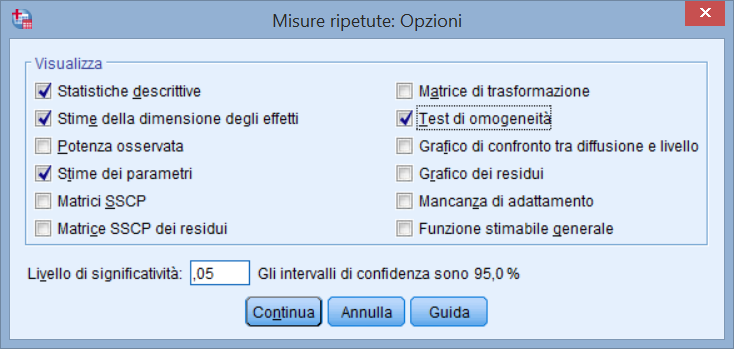 Misure ripetute: Opzioni
Visualizza
Statistiche descrittive
Stime della dimensione degli effetti
Potenza osservata
Stime dei parametri
Matrici SSCP
Matrice SSCP dei residui
Matrice di trasformazione
Test di omogeneità
Grafico di confronto tra diffusione e livello
Grafico dei residui
Mancanza di adattamento
Funzione stimabile generale
Livello di significatività: ,05 Gli intervalli di confidenza sono 95,0 %
Continua Annulla Guida